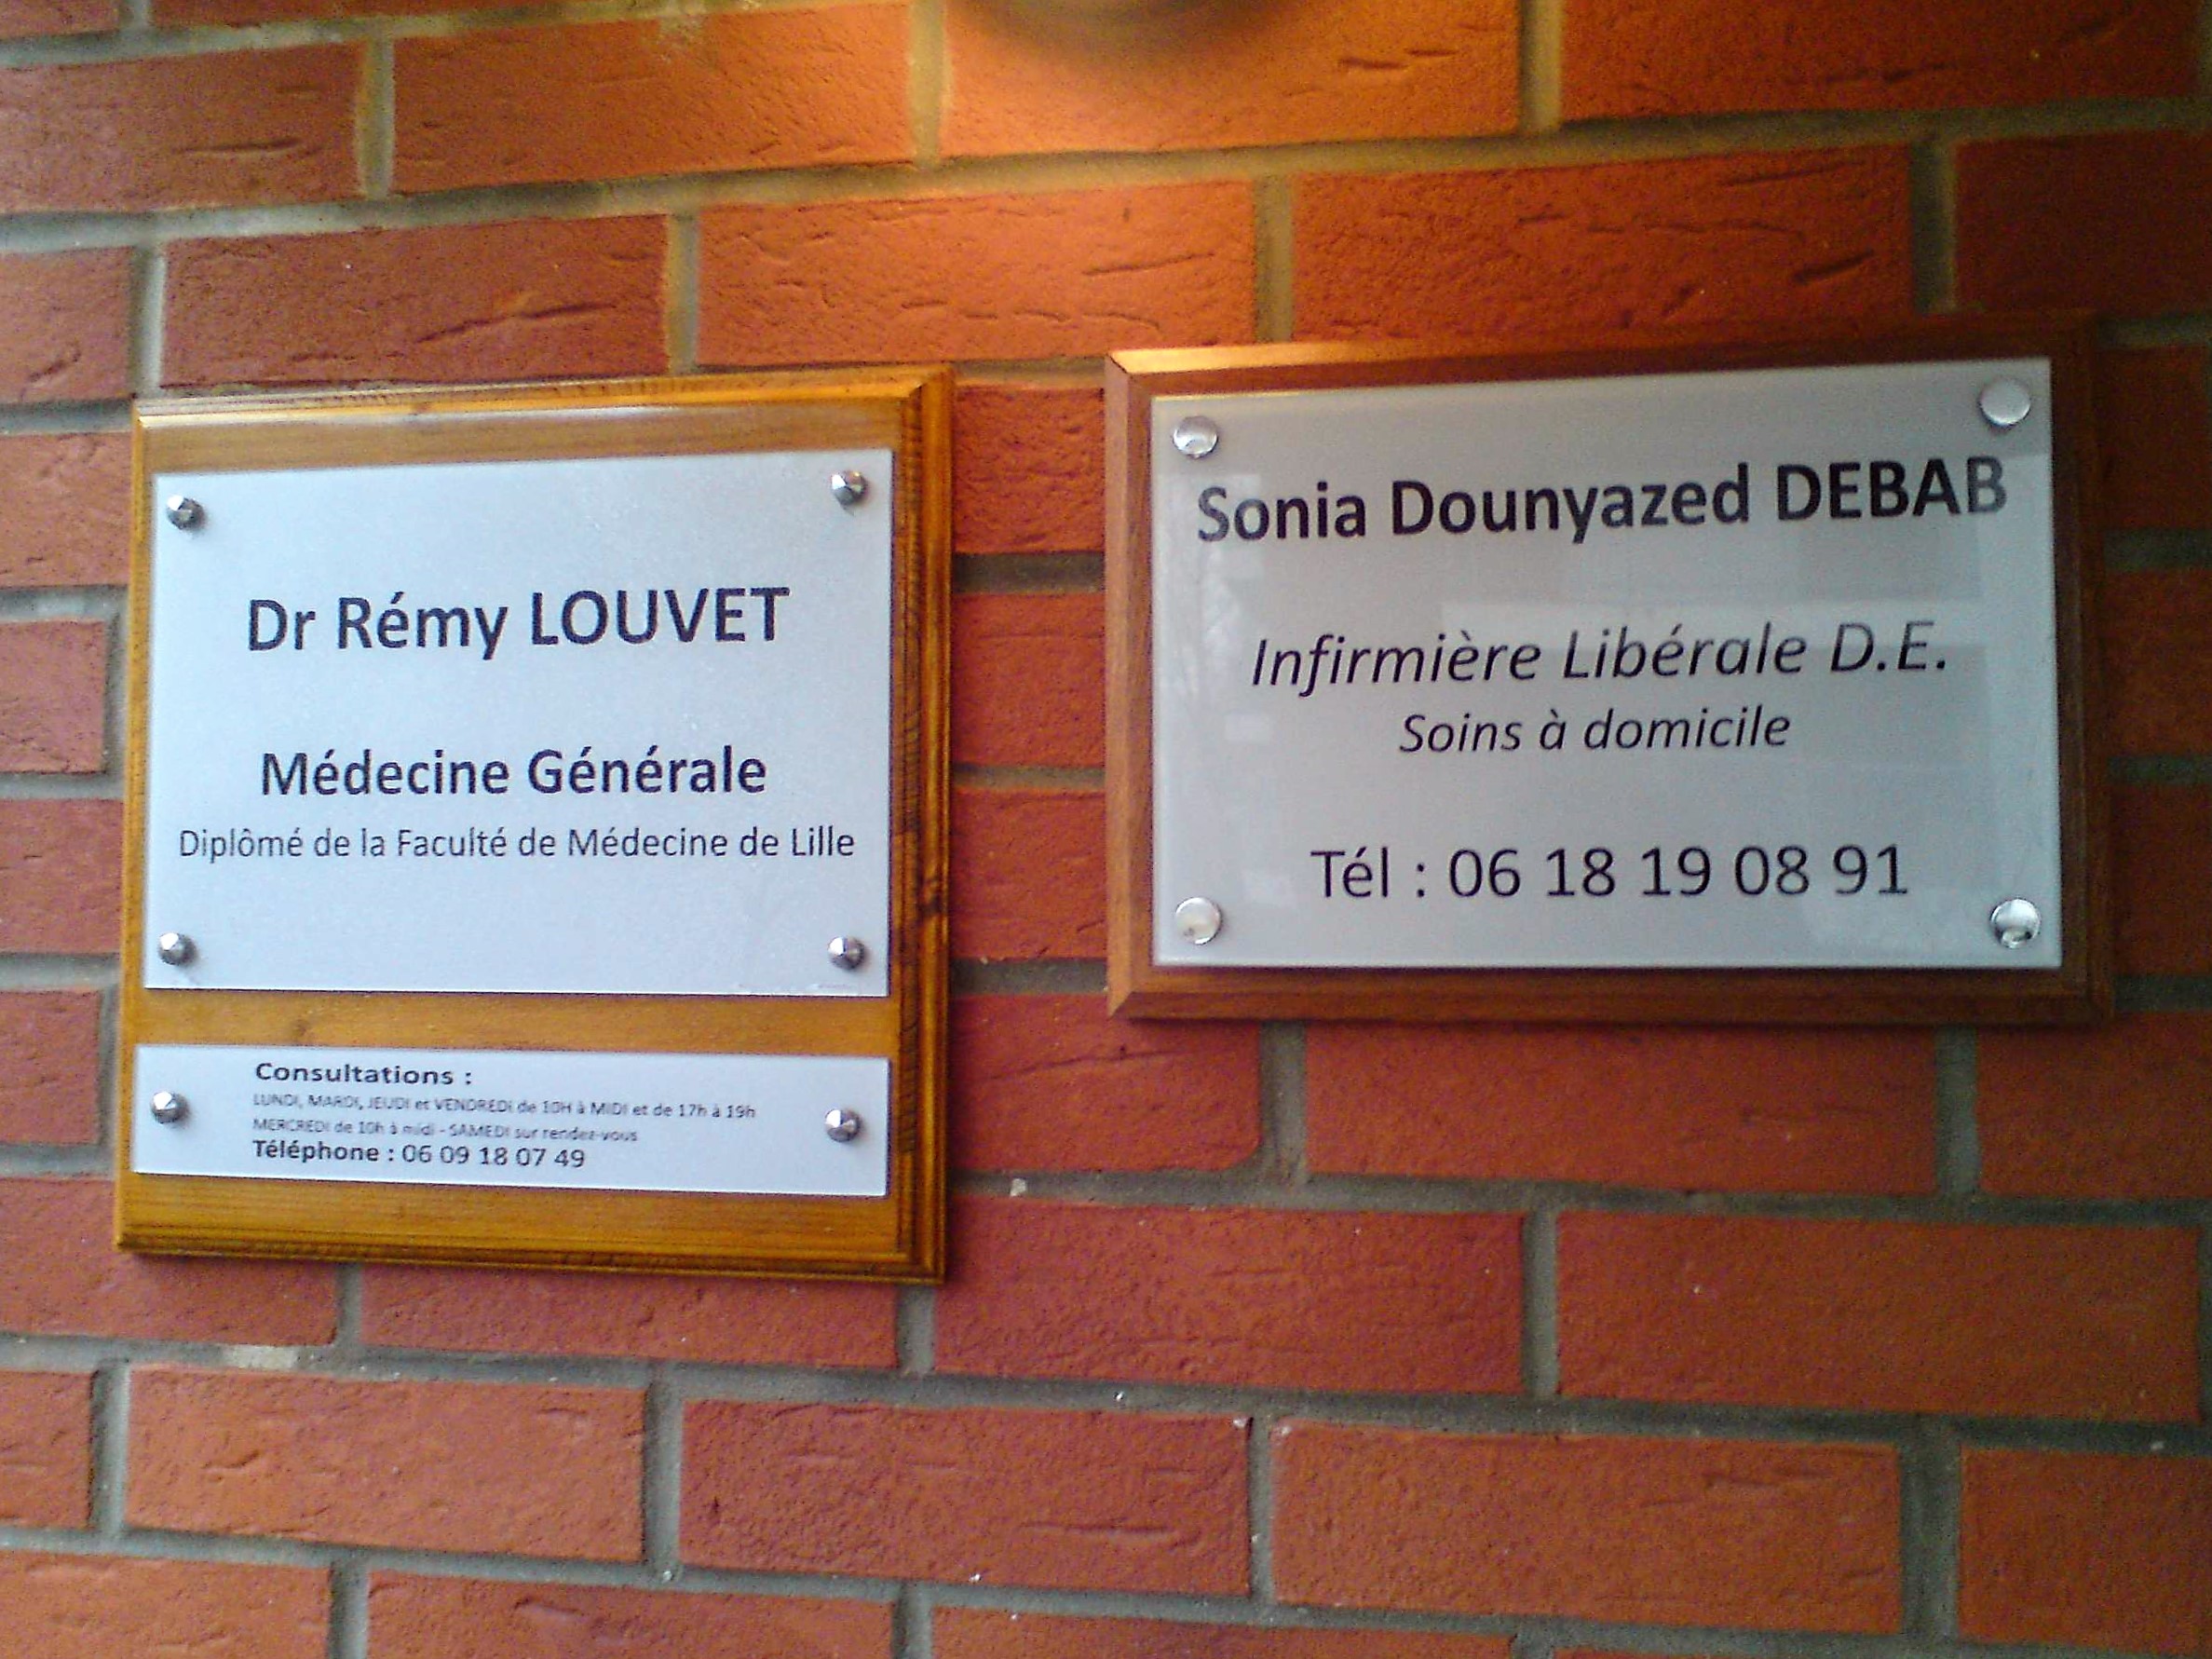 Dr Rémy LOUVET
Médecine Générale
Diplômé de la Faculté de Médecine de Lille
Consultations :
LUNDI, MARDI, JEUDI et VENDREDI de 10H à MIDI et de 17h à 19h
MERCREDI de 10h à midi - SAMEDI sur rendez-vous
Téléphone : 06 09 18 07 49
Sonia Dounyazed DEBAB
Infirmière Libérale D.E.
Soins à domicile
Tél : 06 18 19 08 91